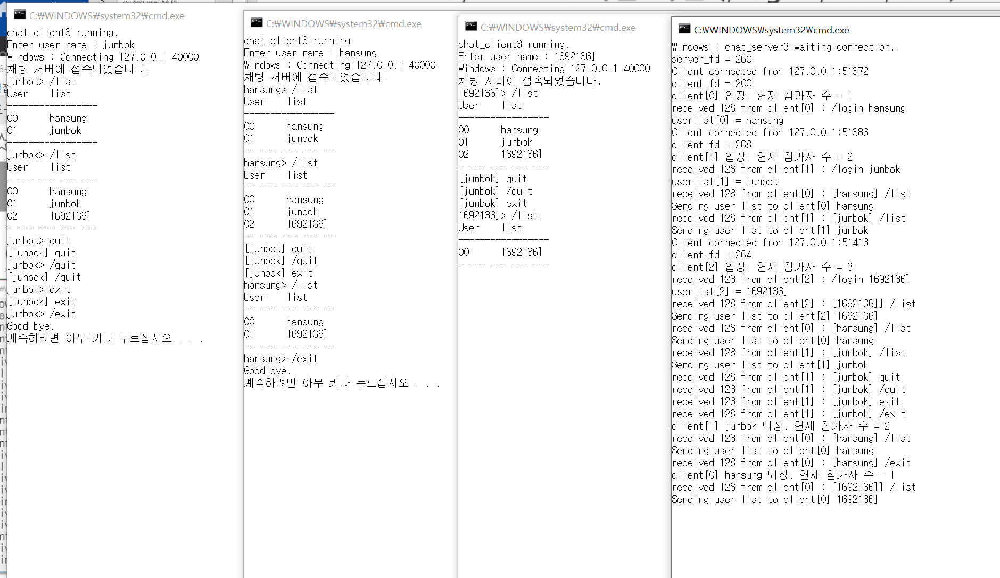 C:₩WINDOWS₩system32₩cmd.exe
chat_client3 running.
Enter user name : junbok
Windows : Connecting 127.0.0.1 40000
채팅 서버에 접속되었습니다.
junbok> /list
User    list
-----------------
00      hansung
01      junbok
-----------------
junbok> /list
User    list
-----------------
00      hansung
01      junbok
02      1692136]
-----------------
junbok> quit
[junbok] quit
junbok> /quit
[junbok] /quit
junbok> exit
[junbok] exit
junbok> /exit
Good bye.
계속하려면 아무 키나 누르십시오 . . .
C:₩WINDOWS₩system32₩cmd.exe
chat_client3 running.
Enter user name : hansung
Windows : Connecting 127.0.0.1 40000
채팅 서버에 접속되었습니다.
hansung> /list
User    list
-----------------
00      hansung
01      junbok
-----------------
hansung> /list
User    list
-----------------
00      hansung
01      junbok
02      1692136]
-----------------
[junbok] quit
[junbok] /quit
[junbok] exit
hansung> /list
User    list
-----------------
00      hansung
01      1692136]
-----------------
hansung> /exit
Good bye.
계속하려면 아무 키나 누르십시오 . . .
C:₩WINDOWS₩system32₩cmd.exe
chat_client3 running.
Enter user name : 1692136]
Windows : Connecting 127.0.0.1 40000
채팅 서버에 접속되었습니다.
1692136]> /list
User    list
-----------------
00      hansung
01      junbok
02      1692136]
-----------------
[junbok] quit
[junbok] /quit
[junbok] exit
1692136]> /list
User    list
-----------------
00      1692136]
-----------------
C:₩WINDOWS₩system32₩cmd.exe
Windows : chat_server3 waiting connection..
server_fd = 260
Client connected from 127.0.0.1:51372
client_fd = 200
client[0] 입장. 현재 참가자 수 = 1
received 128 from client[0] : /login hansung
userlist[0] = hansung
Client connected from 127.0.0.1:51386
client_fd = 268
client[1] 입장. 현재 참가자 수 = 2
received 128 from client[1] : /login junbok
userlist[1] = junbok
received 128 from client[0] : [hansung] /list
Sending user list to client[0] hansung
received 128 from client[1] : [junbok] /list
Sending user list to client[1] junbok
Client connected from 127.0.0.1:51413
client_fd = 264
client[2] 입장. 현재 참가자 수 = 3
received 128 from client[2] : /login 1692136]
userlist[2] = 1692136]
received 128 from client[2] : [1692136]] /list
Sending user list to client[2] 1692136]
received 128 from client[0] : [hansung] /list
Sending user list to client[0] hansung
received 128 from client[1] : [junbok] /list
Sending user list to client[1] junbok
received 128 from client[1] : [junbok] quit
received 128 from client[1] : [junbok] /quit
received 128 from client[1] : [junbok] exit
received 128 from client[1] : [junbok] /exit
client[1] junbok 퇴장. 현재 참가자 수 = 2
received 128 from client[0] : [hansung] /list
Sending user list to client[0] hansung
received 128 from client[0] : [hansung] /exit
client[0] hansung 퇴장. 현재 참가자 수 = 1
received 128 from client[0] : [1692136]] /list
Sending user list to client[0] 1692136]